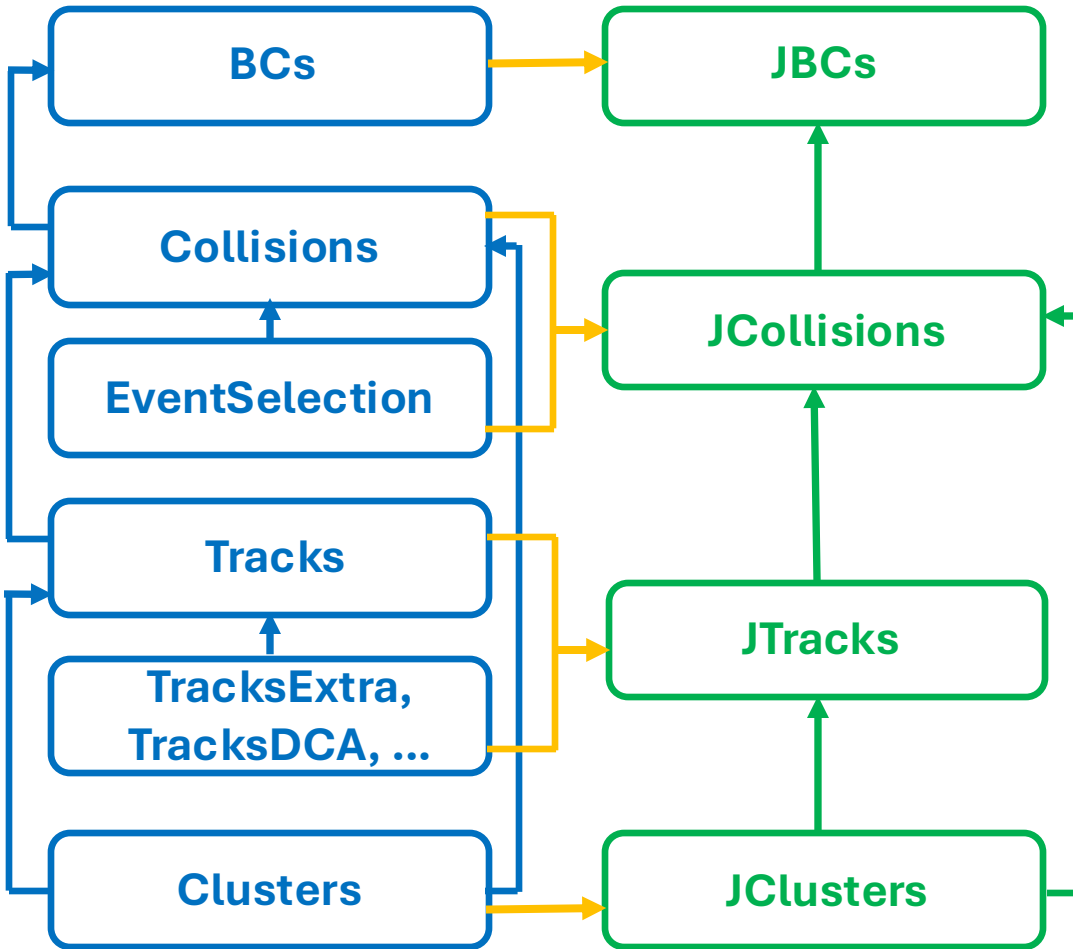 BCs
JBCs
Collisions
JCollisions
EventSelection
Tracks
JTracks
TracksExtra,
TracksDCA, ...
Clusters
JClusters